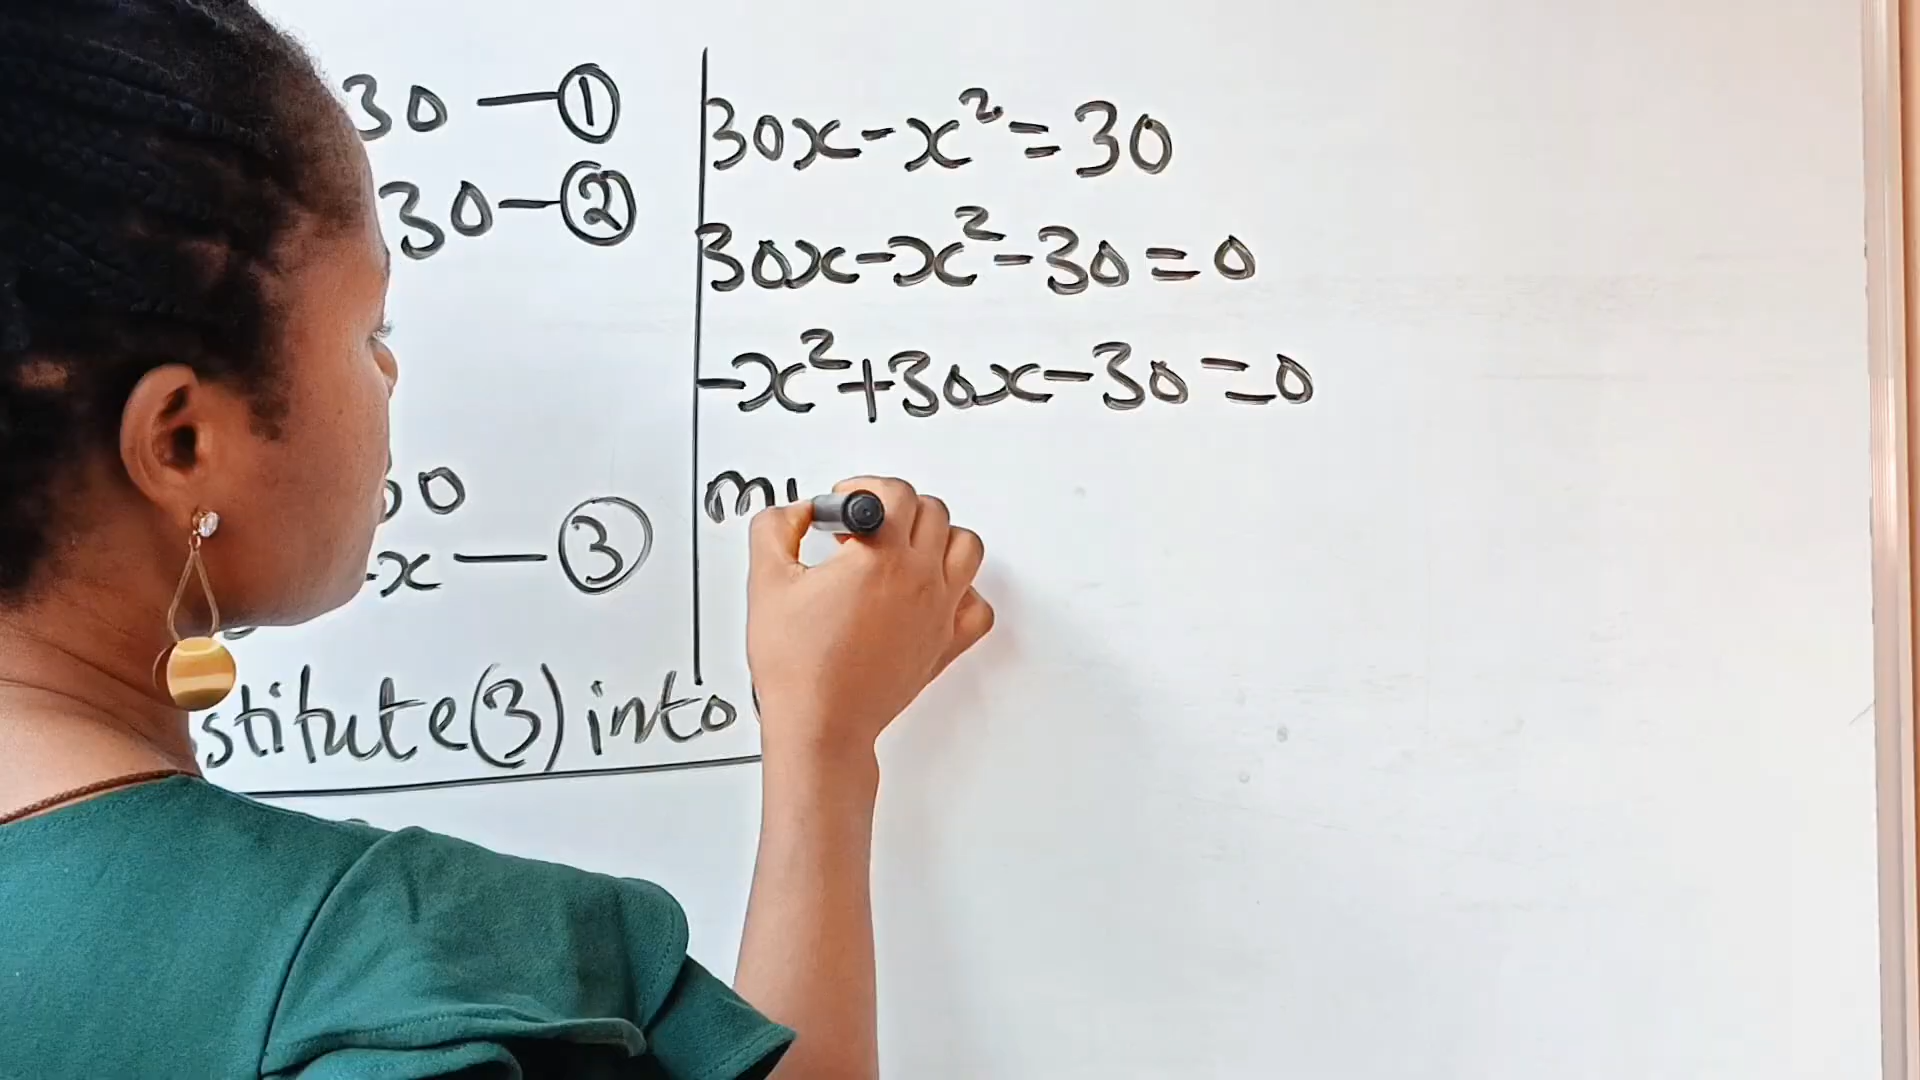 30 — ①
30 — ②
0
x — ③
stitute (3) into
30x - x² = 30
30x - x² - 30 = 0
-x² + 30x - 30 = 0